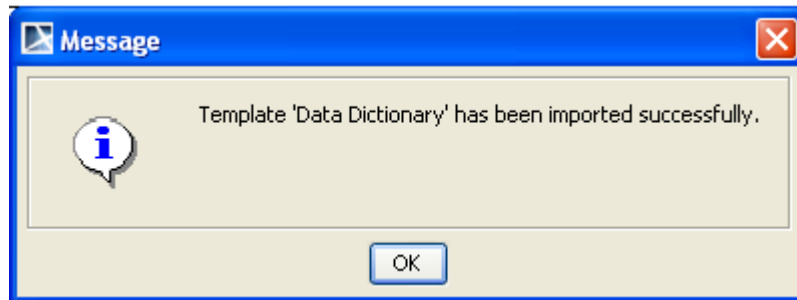 Message
Template 'Data Dictionary' has been imported successfully.
OK